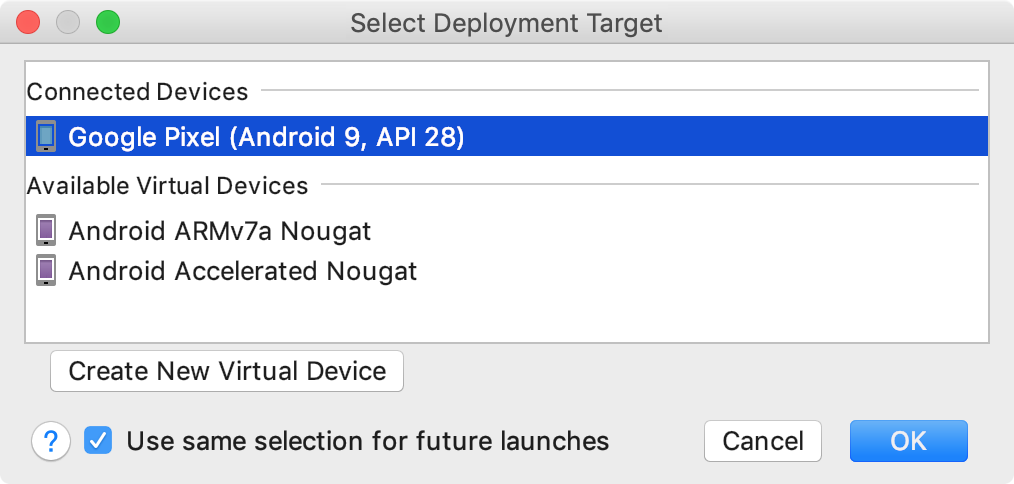 Select Deployment Target
Connected Devices
Google Pixel (Android 9, API 28)
Available Virtual Devices
Android ARMv7a Nougat
Android Accelerated Nougat
Create New Virtual Device
? Use same selection for future launches Cancel OK